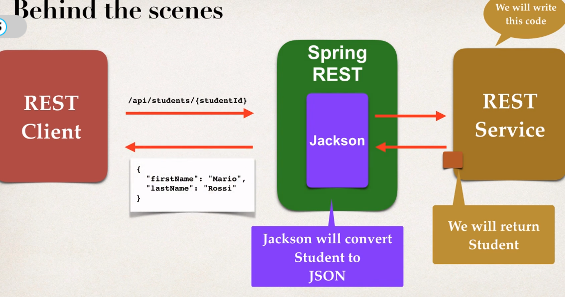 Behind the scenes
We will write
this code
Spring
REST
REST
Client
/api/students/{studentId}
Jackson
REST
Service
{
"firstName": "Mario",
"lastName": "Rossi"
}
Jackson will convert
Student to
JSON
We will return
Student